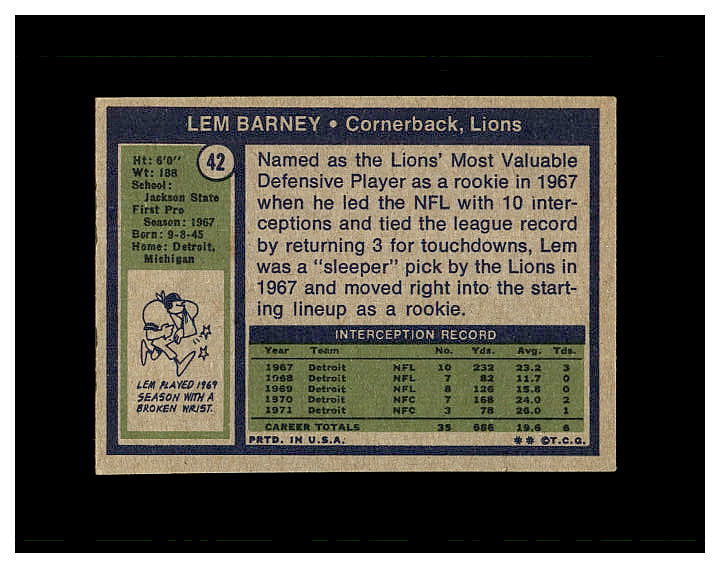 LEM BARNEY • Cornerback, Lions
42
Ht: 6'0"
Wt: 188
School:
Jackson State
First Pro
Season: 1967
Born: 9-8-45
Home: Detroit,
Michigan
LEM PLAYED 1969
SEASON WITH A
BROKEN WRIST.
Named as the Lions' Most Valuable
Defensive Player as a rookie in 1967
when he led the NFL with 10 inter-
ceptions and tied the league record
by returning 3 for touchdowns, Lem
was a "sleeper" pick by the Lions in
1967 and moved right into the start-
ing lineup as a rookie.
INTERCEPTION RECORD
Year Team No. Yds. Avg. Tds.
1967 Detroit NFL 10 232 23.2 3
1968 Detroit NFL 7 82 11.7 0
1969 Detroit NFL 8 126 15.8 0
1970 Detroit NFC 7 168 24.0 2
1971 Detroit NFC 3 78 26.0 1
CAREER TOTALS 35 686 19.6 6
PRTD. IN U.S.A. ** ©T.C.G.